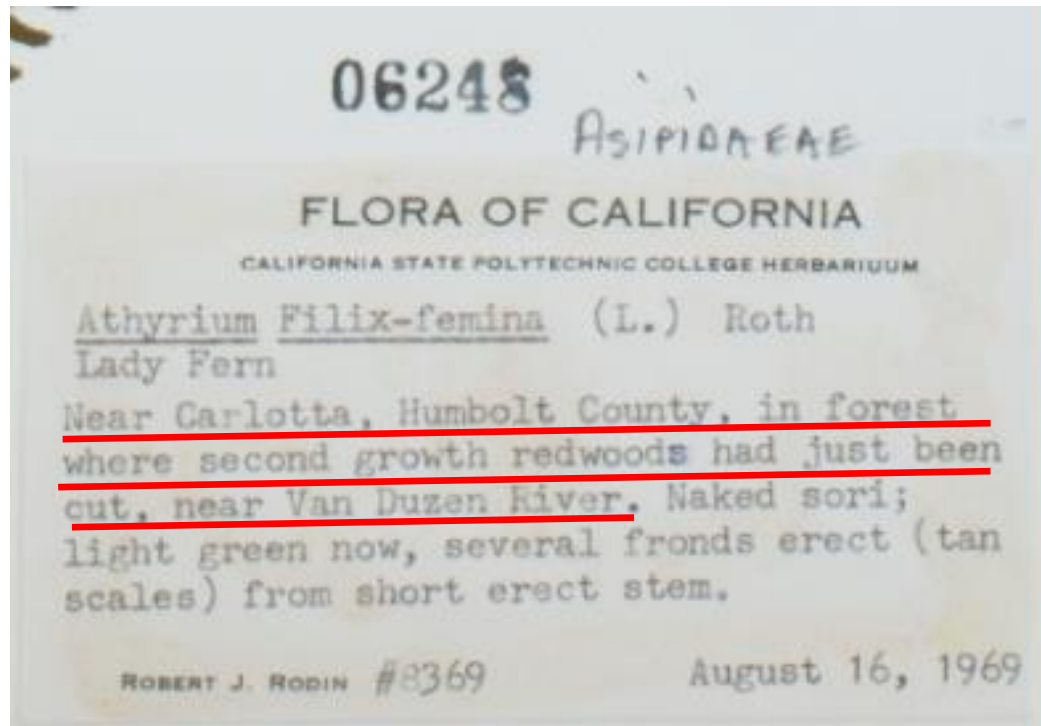 06248
ASIPIDAEAE
FLORA OF CALIFORNIA
CALIFORNIA STATE POLYTECHNIC COLLEGE HERBARIUUM
Athyrium Filix-femina (L.) Roth
Lady Fern
Near Carlotta, Humbolt County, in forest
where second growth redwoods had just been
cut, near Van Duzen River. Naked sori;
light green now, several fronds erect (tan
scales) from short erect stem.
ROBERT J. RODIN #8369 August 16, 1969